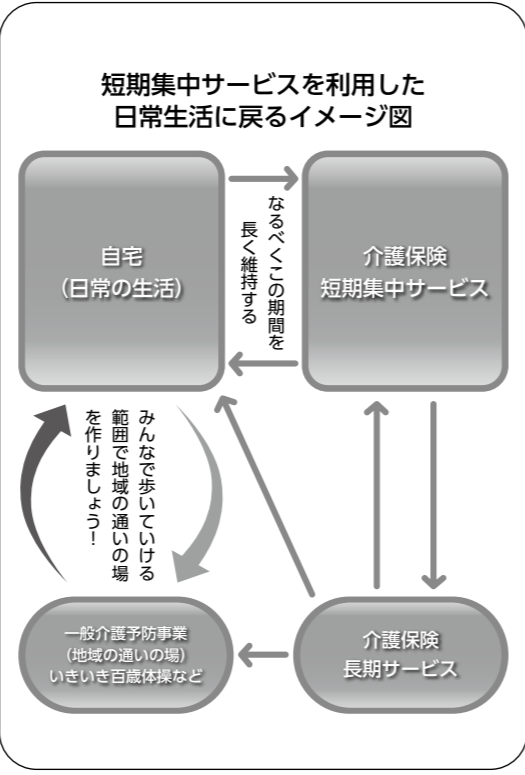 短期集中サービスを利用した
日常生活に戻るイメージ図
自宅
（日常の生活）
なるべくこの期間を
長く維持する
介護保険
短期集中サービス
みんなで歩いていける
範囲で地域の通いの場
を作りましょう！
一般介護予防事業
（地域の通いの場）
いきいき百歳体操など
介護保険
長期サービス